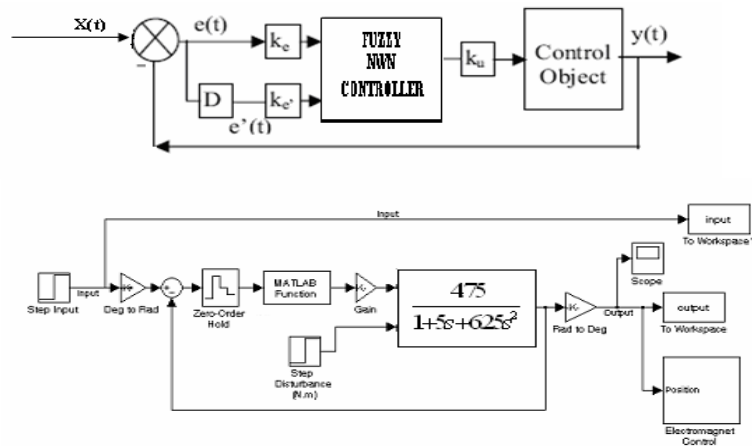 X(t)
e(t)
kₑ
FUZZY
NWN
CONTROLLER
kᵤ
Control
Object
y(t)
D
kₑ'
e'(t)
Input
input
To Workspace1
Scope
Step Input
Input
Deg to Rad
Zero-Order
Hold
MATLAB
Function
Gain
475
1+5s+625s²
Rad to Deg
Output
output
To Workspace
Step
Disturbance
(N.m)
Position
Electromagnet
Control